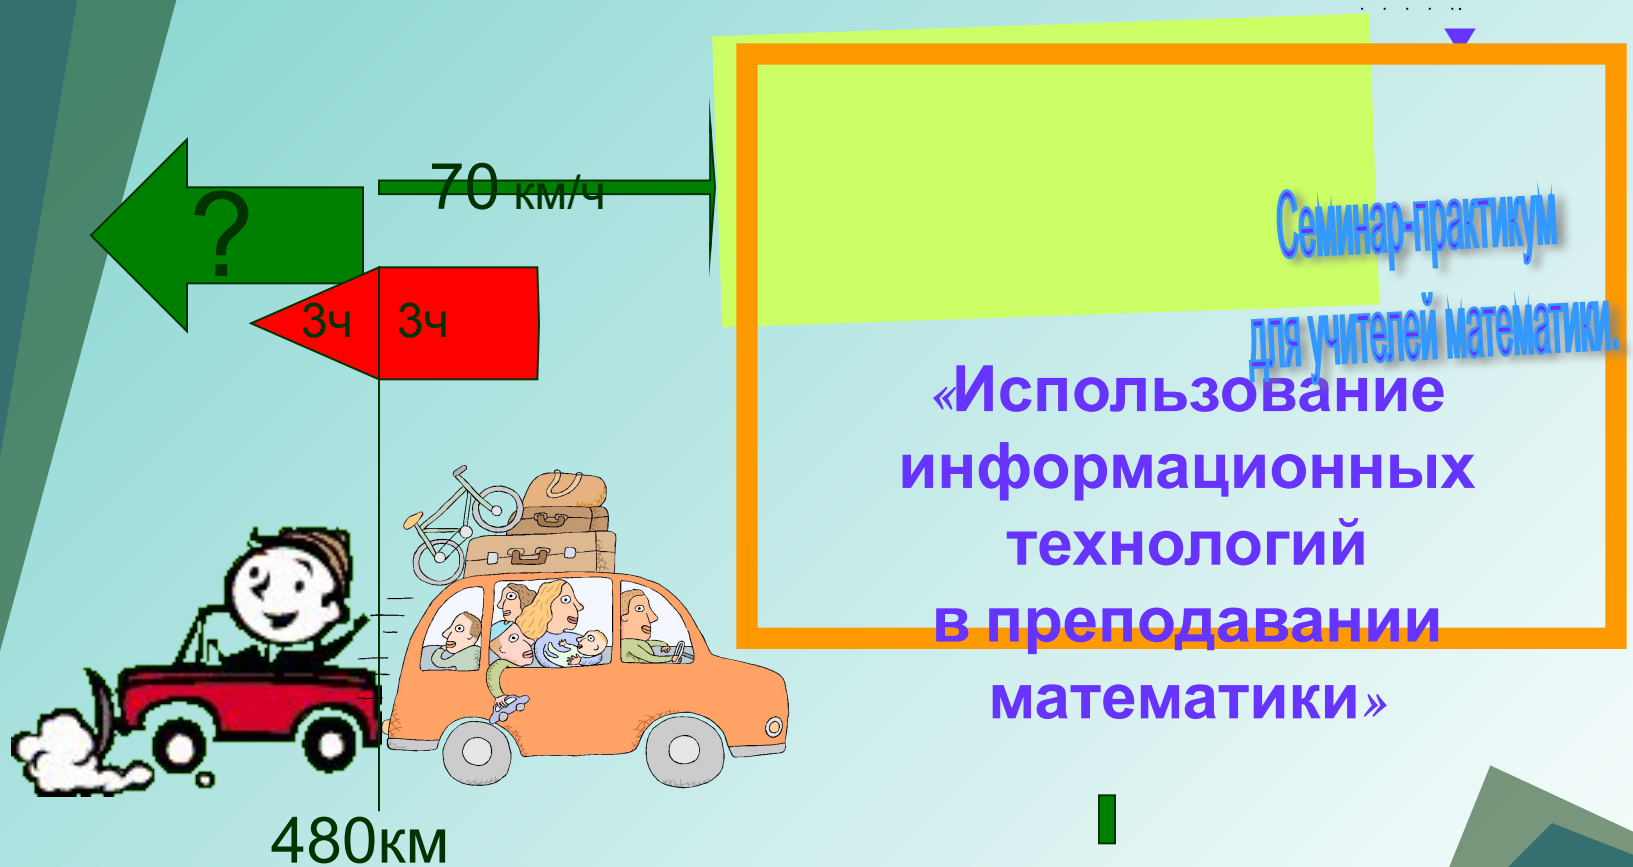 70 км/ч
?
3ч 3ч
480км
Семинар-практикум
для учителей математики.
«Использование
информационных
технологий
в преподавании
математики»